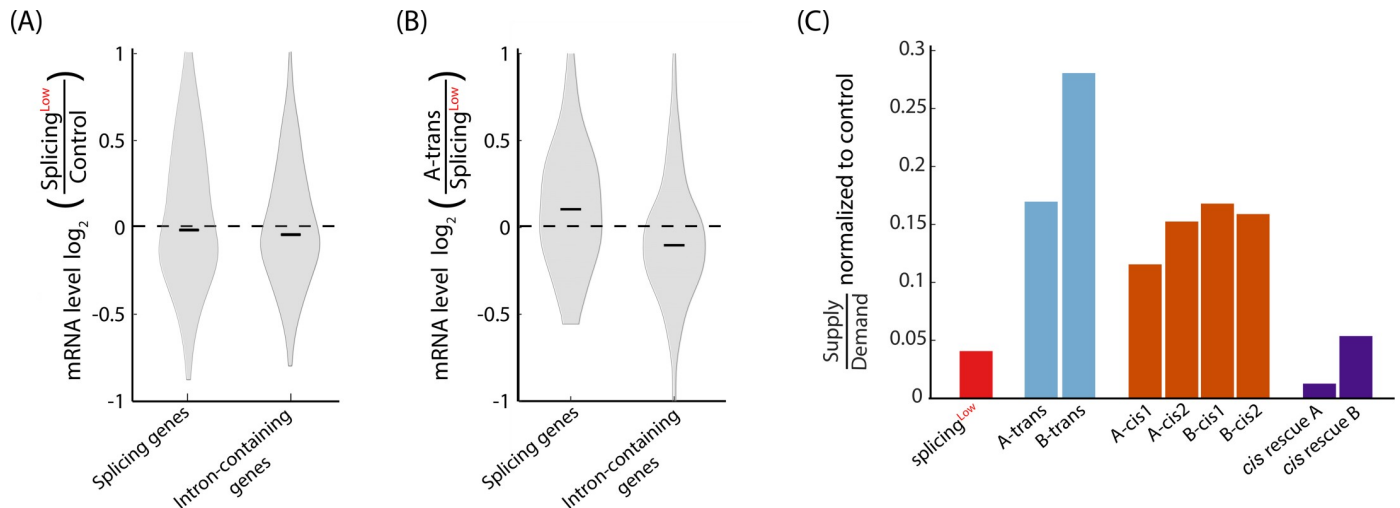 (A)
mRNA level log2 ( SplicingLow / Control )
1
0.5
0
-0.5
-1
Splicing genes
Intron-containing
genes
(B)
mRNA level log2 ( A-trans / SplicingLow )
1
0.5
0
-0.5
-1
Splicing genes
Intron-containing
genes
(C)
Supply / Demand normalized to control
0.3
0.25
0.2
0.15
0.1
0.05
0
splicingLow
A-trans
B-trans
A-cis1
A-cis2
B-cis1
B-cis2
cis rescue A
cis rescue B